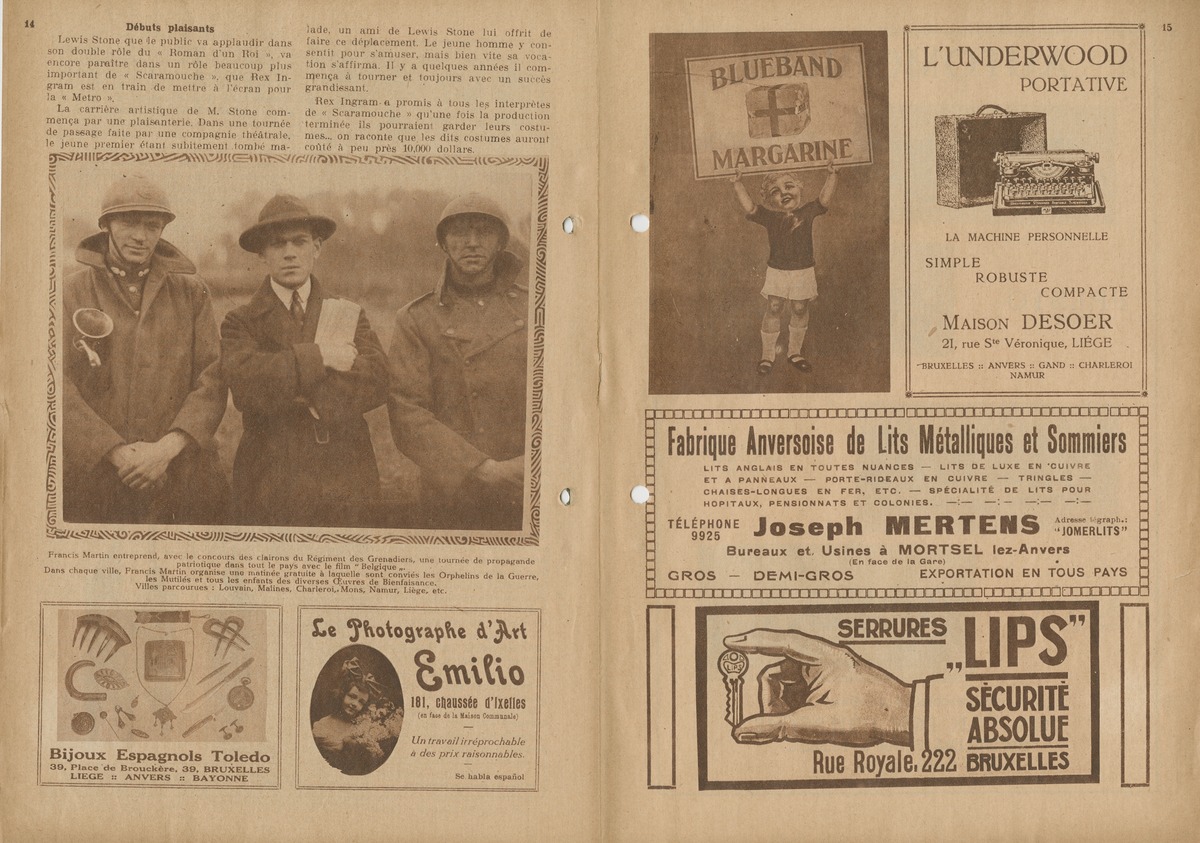 14
Débuts plaisants
Lewis Stone que le public va applaudir dans
son double rôle du « Roman d'un Roi », va
encore paraître dans un rôle beaucoup plus
important de « Scaramouche », que Rex In-
gram est en train de mettre à l'écran pour
la « Metro ».
La carrière artistique de M. Stone com-
mença par une plaisanterie. Dans une tournée
de passage faite par une compagnie théâtrale,
le jeune premier étant subitement tombé ma-
lade, un ami de Lewis Stone lui offrit de
faire ce déplacement. Le jeune homme y con-
sentit pour s'amuser, mais bien vite sa voca-
tion s'affirma. Il y a quelques années il com-
mença à tourner et toujours avec un succès
grandissant.
Rex Ingram a promis à tous les interprètes
de « Scaramouche » qu'une fois la production
terminée ils pourraient garder leurs costu-
mes... on raconte que les dits costumes auront
coûté à peu près 10,000 dollars.
Francis Martin entreprend, avec le concours des clairons du Régiment des Grenadiers, une tournée de propagande
patriotique dans tout le pays avec le film " Belgique „.
Dans chaque ville, Francis Martin organise une matinée gratuite à laquelle sont conviés les Orphelins de la Guerre,
les Mutilés et tous les enfants des diverses Œuvres de Bienfaisance.
Villes parcourues : Louvain, Malines, Charleroi, Mons, Namur, Liège, etc.
Bijoux Espagnols Toledo
39, Place de Brouckère, 39, BRUXELLES
LIEGE :: ANVERS :: BAYONNE
Le Photographe d'Art
Emilio
181, chaussée d'Ixelles
(en face de la Maison Communale)
Un travail irréprochable
à des prix raisonnables.
Se habla español
15
BLUEBAND
MARGARINE
L'UNDERWOOD
PORTATIVE
LA MACHINE PERSONNELLE
SIMPLE
ROBUSTE
COMPACTE
MAISON DESOER
21, rue Ste Véronique, LIÉGE
BRUXELLES :: ANVERS :: GAND :: CHARLEROI
NAMUR
Fabrique Anversoise de Lits Métalliques et Sommiers
LITS ANGLAIS EN TOUTES NUANCES — LITS DE LUXE EN CUIVRE
ET A PANNEAUX — PORTE-RIDEAUX EN CUIVRE — TRINGLES —
CHAISES-LONGUES EN FER, ETC. — SPÉCIALITÉ DE LITS POUR
HOPITAUX, PENSIONNATS ET COLONIES. —:— —:— —:— —:—
TÉLÉPHONE
9925
Joseph MERTENS
Adresse télégraph.:
"JOMERLITS"
Bureaux et Usines à MORTSEL lez-Anvers
(En face de la Gare)
GROS — DEMI-GROS EXPORTATION EN TOUS PAYS
SERRURES
„LIPS”
LIPS
SÉCURITÉ
ABSOLUE
Rue Royale, 222 BRUXELLES